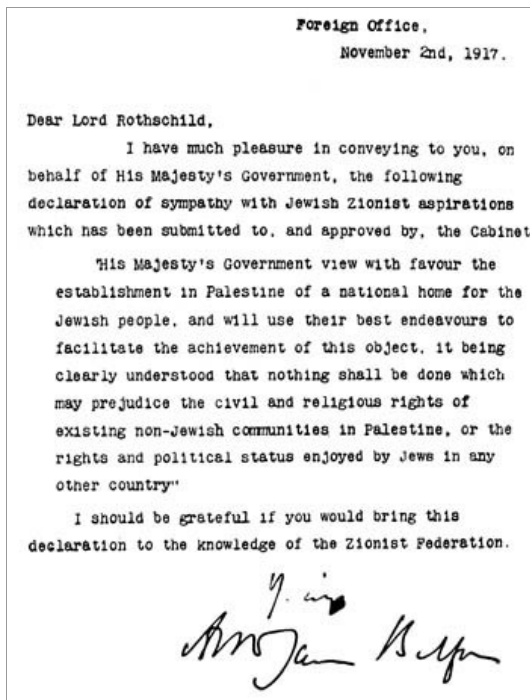 Foreign Office,
November 2nd, 1917.
Dear Lord Rothschild,
I have much pleasure in conveying to you, on
behalf of His Majesty's Government, the following
declaration of sympathy with Jewish Zionist aspirations
which has been submitted to, and approved by, the Cabinet
"His Majesty's Government view with favour the
establishment in Palestine of a national home for the
Jewish people, and will use their best endeavours to
facilitate the achievement of this object, it being
clearly understood that nothing shall be done which
may prejudice the civil and religious rights of
existing non-Jewish communities in Palestine, or the
rights and political status enjoyed by Jews in any
other country"
I should be grateful if you would bring this
declaration to the knowledge of the Zionist Federation.